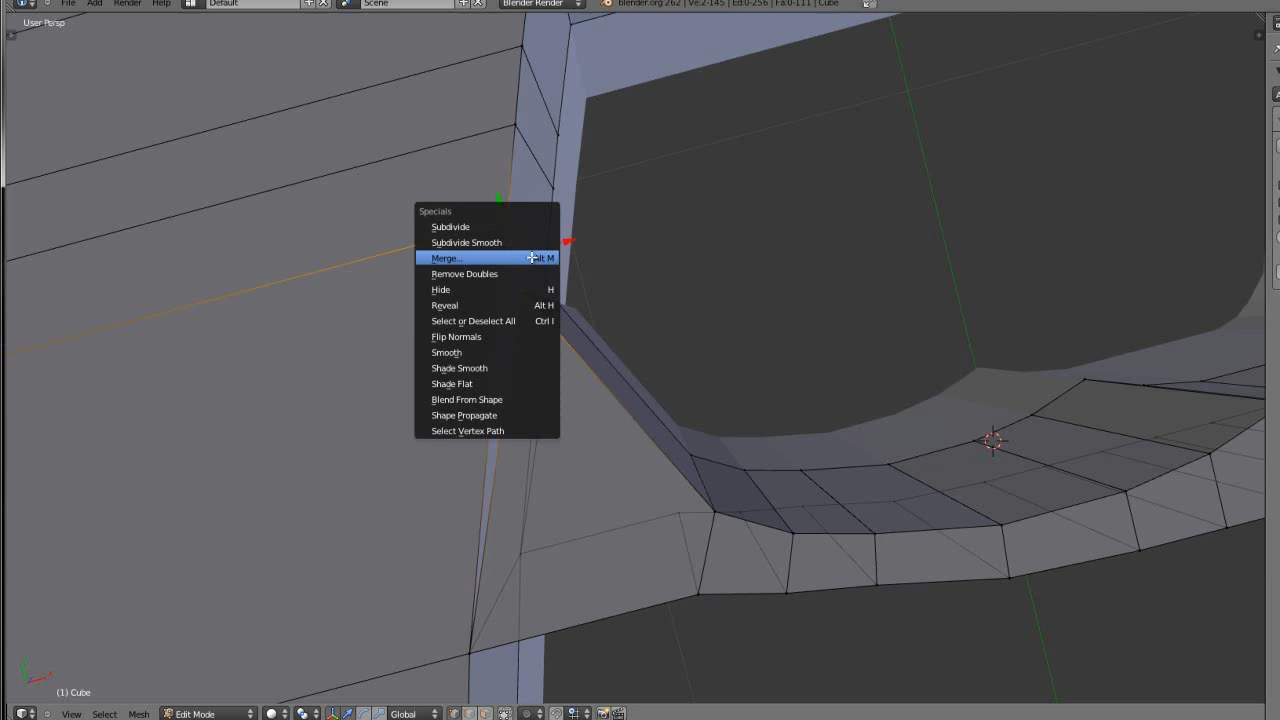 File Add Render Help Default Scene Blender Render blender.org 262 | Ve:2-145 | Ed:0-256 | Fa:0-111 | Cube
User Persp
Specials
Subdivide
Subdivide Smooth
Merge... Alt M
Remove Doubles
Hide H
Reveal Alt H
Select or Deselect All Ctrl I
Flip Normals
Smooth
Shade Smooth
Shade Flat
Blend From Shape
Shape Propagate
Select Vertex Path
(1) Cube
View Select Mesh Edit Mode Global